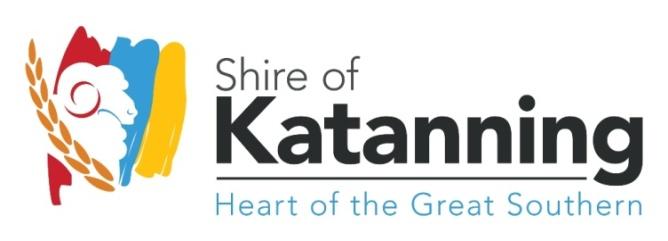 Shire of
Katanning
Heart of the Great Southern